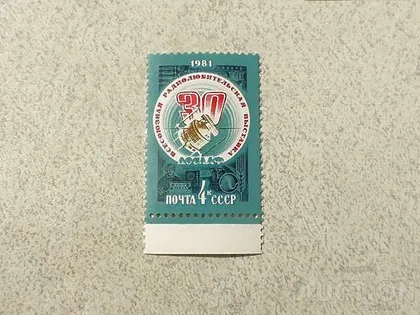 1981
ВСЕСОЮЗНАЯ РАДИОЛЮБИТЕЛЬСКАЯ ВЫСТАВКА
30
ДОСААФ
ПОЧТА 4К СССР